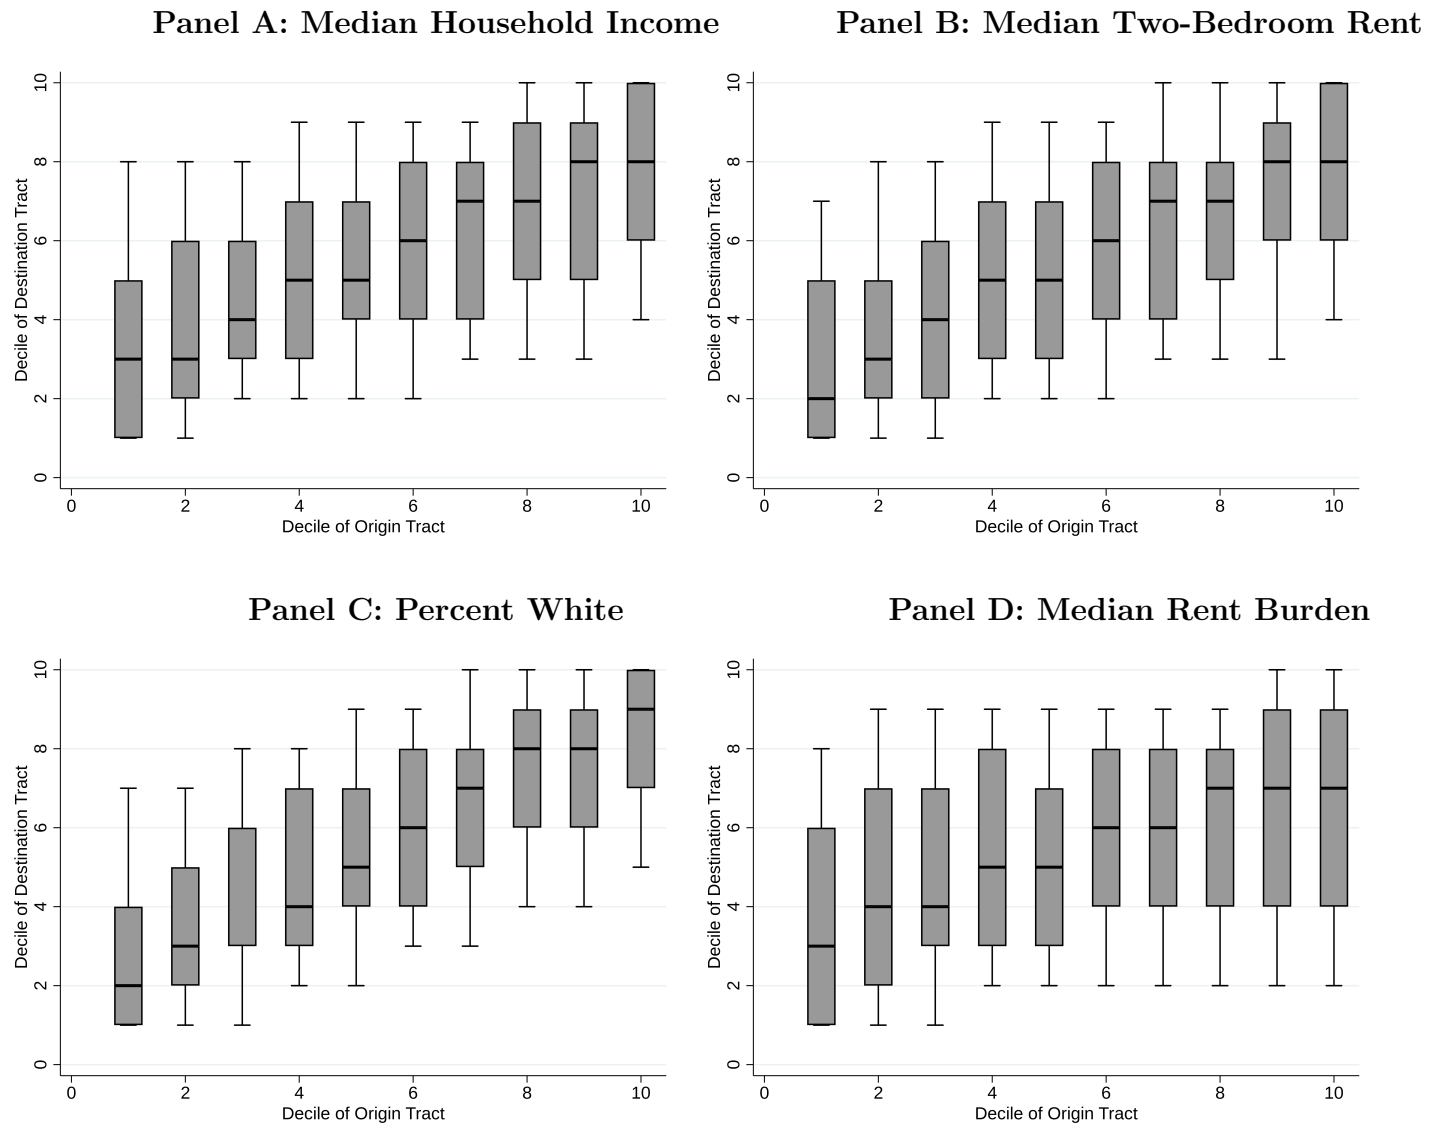 Panel A: Median Household Income
10
8
6
4
2
0
Decile of Destination Tract
0 2 4 6 8 10
Decile of Origin Tract
Panel B: Median Two-Bedroom Rent
10
8
6
4
2
0
Decile of Destination Tract
0 2 4 6 8 10
Decile of Origin Tract
Panel C: Percent White
10
8
6
4
2
0
Decile of Destination Tract
0 2 4 6 8 10
Decile of Origin Tract
Panel D: Median Rent Burden
10
8
6
4
2
0
Decile of Destination Tract
0 2 4 6 8 10
Decile of Origin Tract